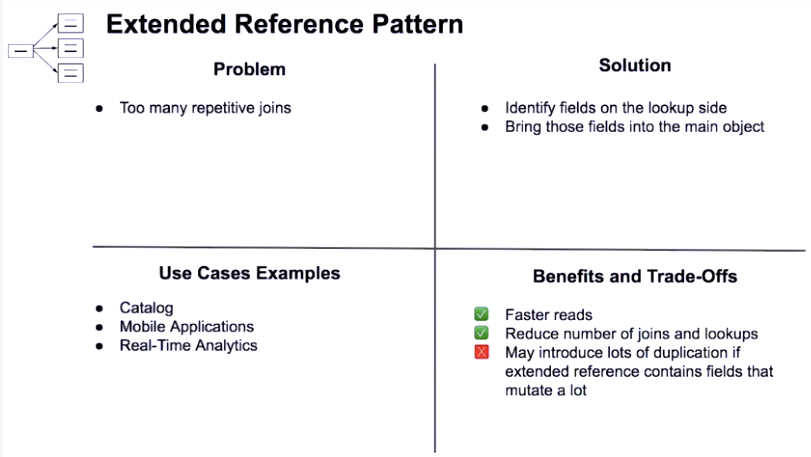 Extended Reference Pattern
Problem
• Too many repetitive joins
Solution
• Identify fields on the lookup side
• Bring those fields into the main object
Use Cases Examples
• Catalog
• Mobile Applications
• Real-Time Analytics
Benefits and Trade-Offs
✅ Faster reads
✅ Reduce number of joins and lookups
❌ May introduce lots of duplication if
extended reference contains fields that
mutate a lot